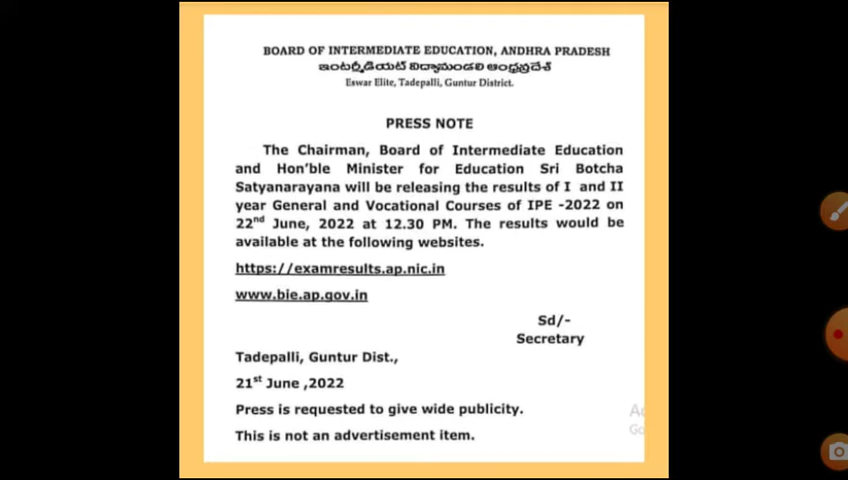 BOARD OF INTERMEDIATE EDUCATION, ANDHRA PRADESH
ఇంటర్మీడియట్ విద్యామండలి ఆంధ్రప్రదేశ్
Eswar Elite, Tadepalli, Guntur District.
PRESS NOTE
The Chairman, Board of Intermediate Education
and Hon'ble Minister for Education Sri Botcha
Satyanarayana will be releasing the results of I and II
year General and Vocational Courses of IPE -2022 on
22nd June, 2022 at 12.30 PM. The results would be
available at the following websites.
https://examresults.ap.nic.in
www.bie.ap.gov.in
Sd/-
Secretary
Tadepalli, Guntur Dist.,
21st June ,2022
Press is requested to give wide publicity.
This is not an advertisement item.